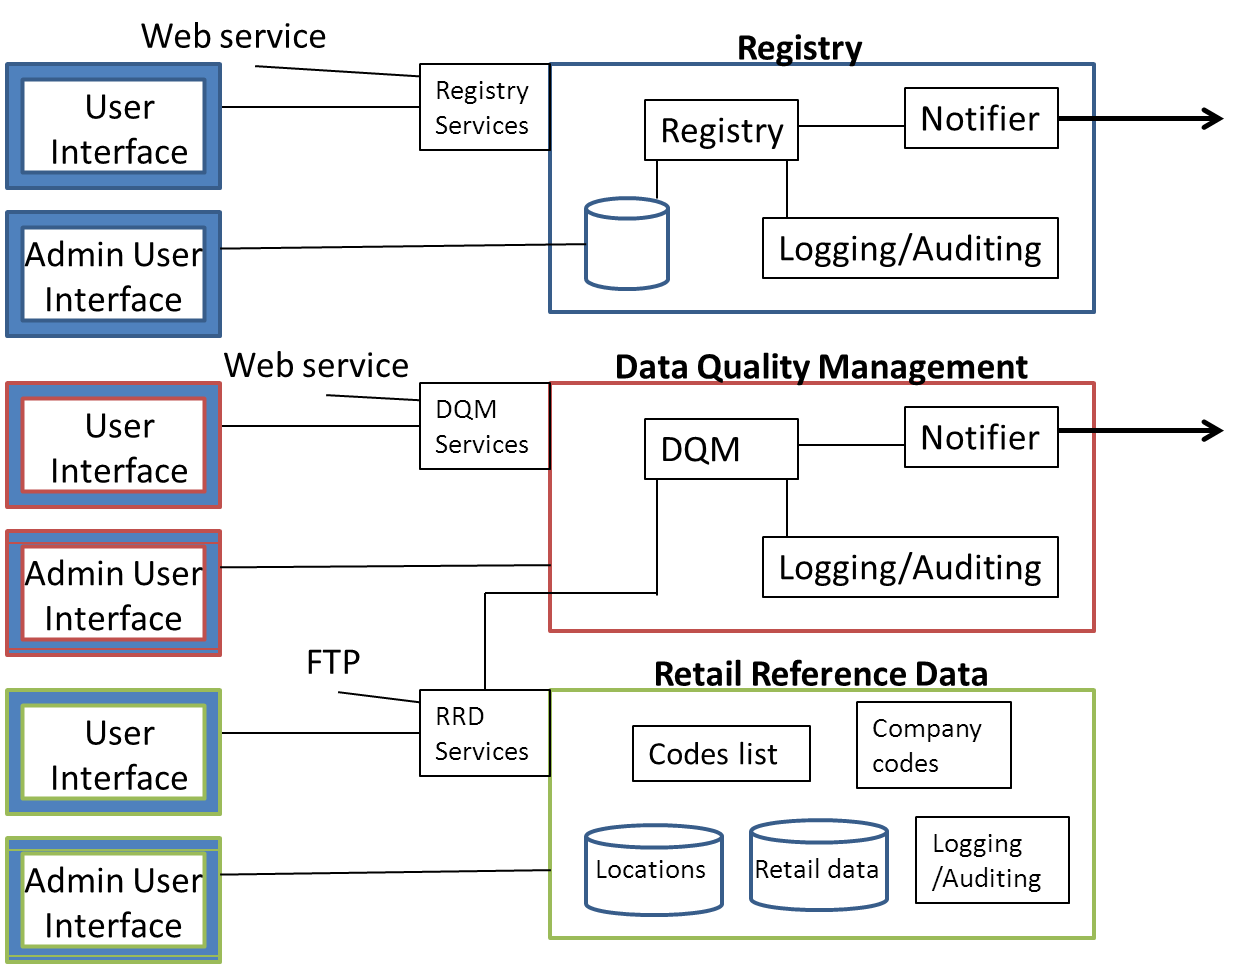 Web service
Registry
User
Interface
Registry
Services
Registry
Notifier
Admin User
Interface
Logging/Auditing
Web service
Data Quality Management
User
Interface
DQM
Services
DQM
Notifier
Admin User
Interface
Logging/Auditing
FTP
Retail Reference Data
User
Interface
RRD
Services
Codes list
Company
codes
Admin User
Interface
Locations
Retail data
Logging
/Auditing